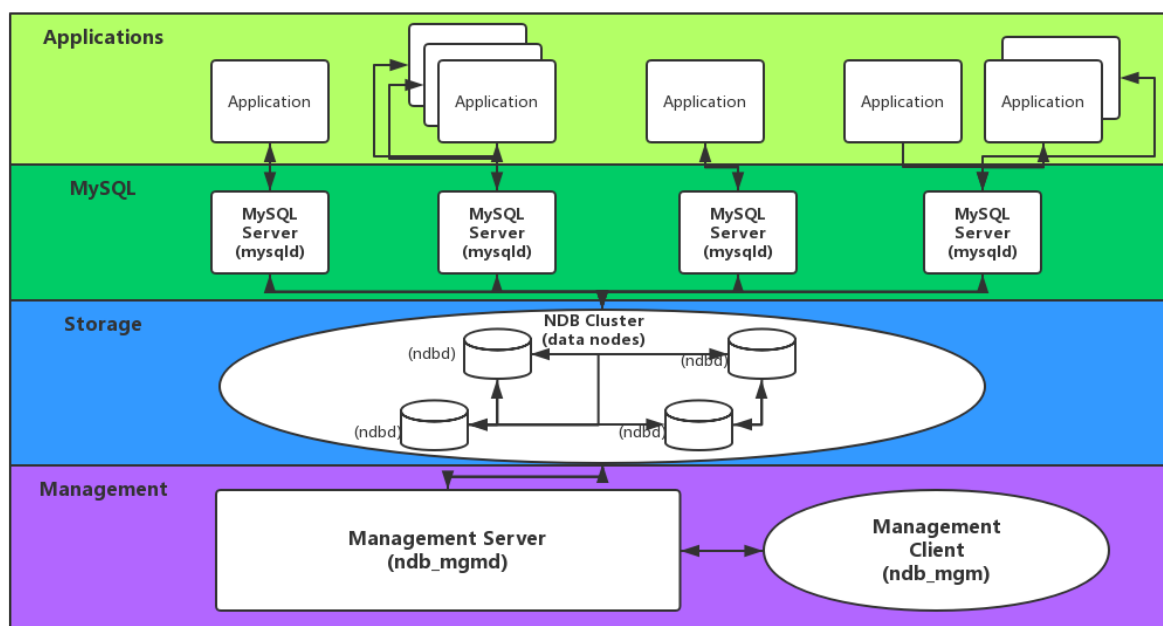 Applications
Application
Application
Application
Application
Application
MySQL
MySQL
Server
(mysqld)
MySQL
Server
(mysqld)
MySQL
Server
(mysqld)
MySQL
Server
(mysqld)
Storage
NDB Cluster
(data nodes)
(ndbd)
(ndbd)
(ndbd)
(ndbd)
Management
Management Server
(ndb_mgmd)
Management
Client
(ndb_mgm)